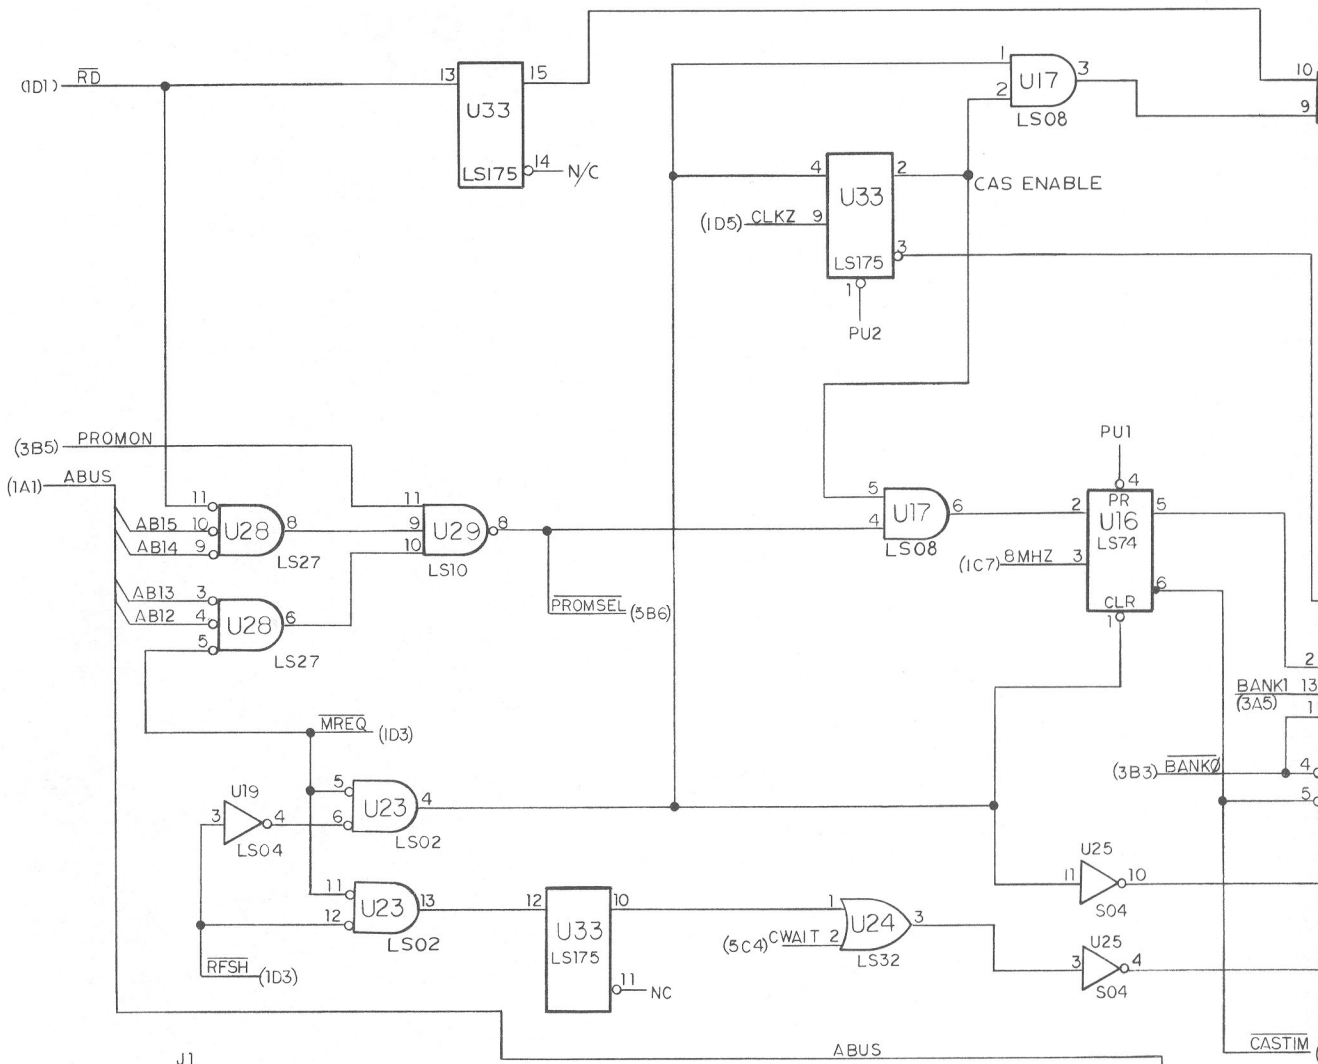 (1D1) RD
13 U33 15
LS175 14 N/C
1 U17 3
2
LS08
10
9
4 U33 2
CAS ENABLE
(1D5) CLKZ 9
LS175 3
1
PU2
(3B5) PROMON
(1A1) ABUS
11
AB15 10 U28 8
AB14 9
LS27
11
9 U29 8
10
LS10
AB13 3
AB12 4 U28 6
5
LS27
PROMSEL (5B6)
5
4 U17 6
LS08
PU1
4
PR
2 U16 5
LS74
(1C7) 8MHZ 3
6
CLR
1
2
BANK1 13
(3A5)
1
(3B3) BANKØ 4
5
MREQ (1D3)
U19
3 4
LS04
5
U23 4
6
LS02
11
U23 13
12
LS02
RFSH (1D3)
12 U33 10
LS175
11 NC
1
(5C4) CWAIT 2 U24 3
LS32
U25
11 10
S04
U25
3 4
S04
CASTIM (
J1
ABUS